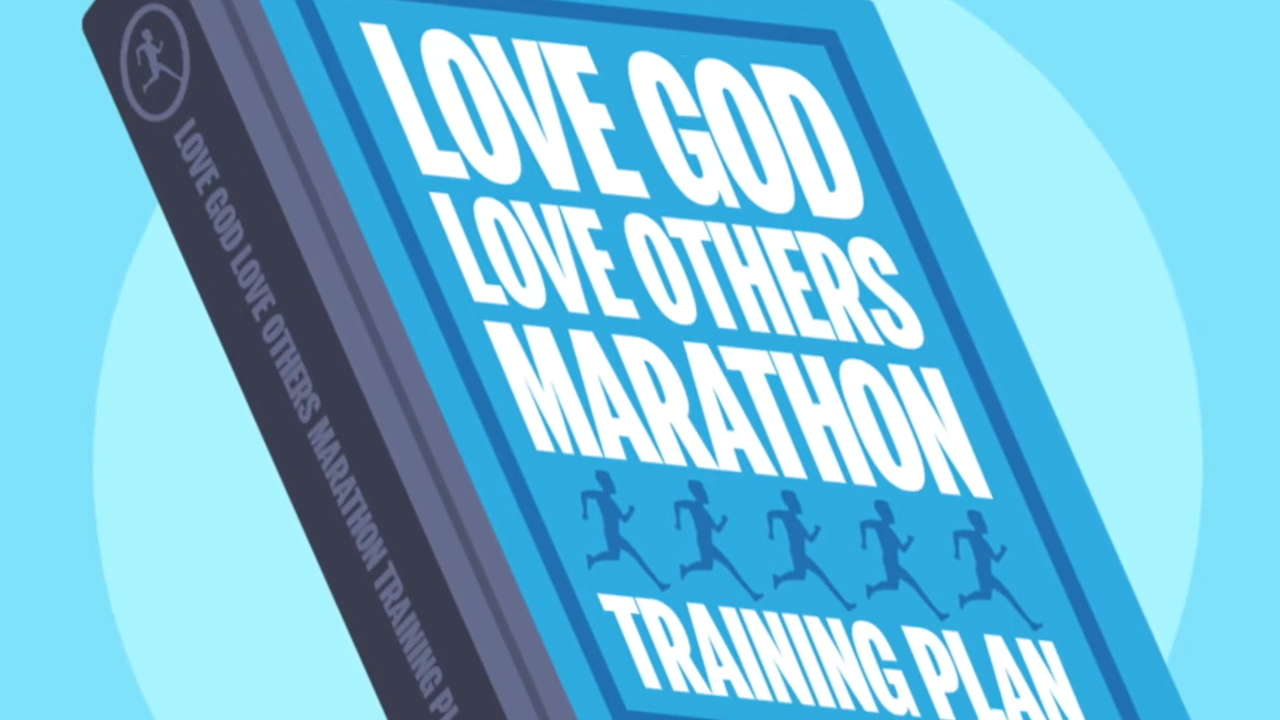 LOVE GOD
LOVE OTHERS
MARATHON
TRAINING PLAN
LOVE GOD LOVE OTHERS MARATHON TRAINING